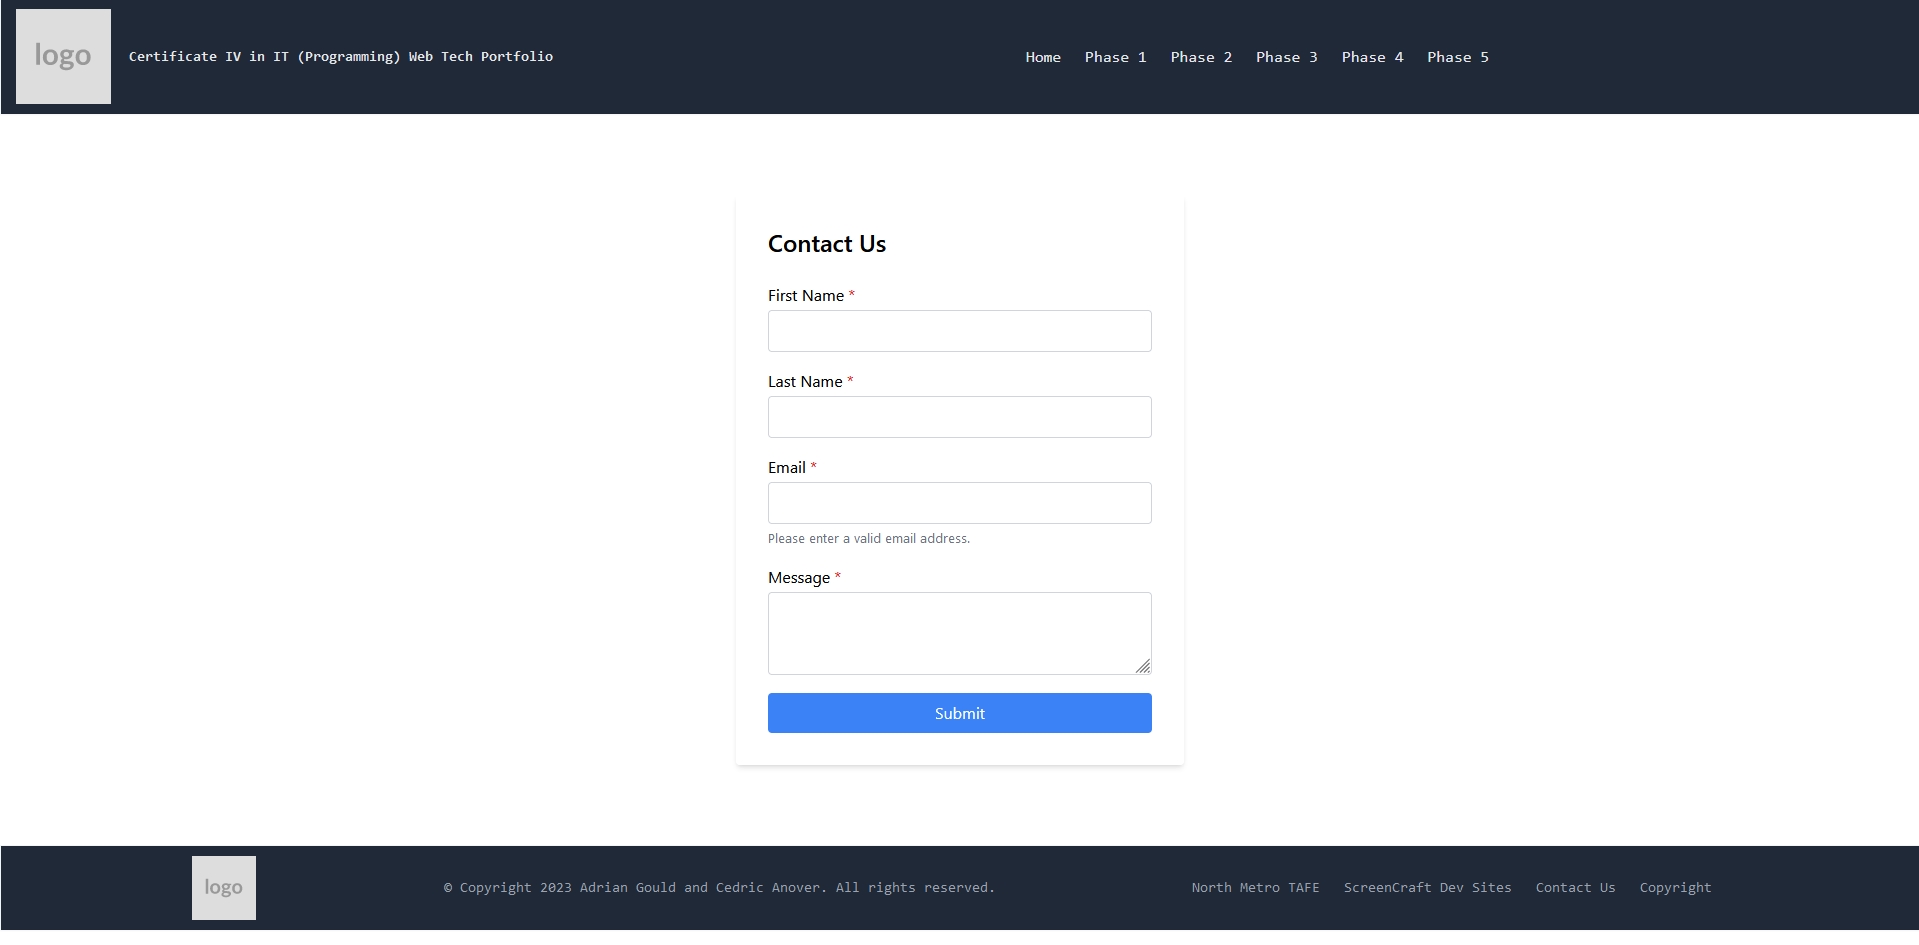 logo
Certificate IV in IT (Programming) Web Tech Portfolio
Home Phase 1 Phase 2 Phase 3 Phase 4 Phase 5
Contact Us
First Name *
Last Name *
Email *
Please enter a valid email address.
Message *
Submit
logo
© Copyright 2023 Adrian Gould and Cedric Anover. All rights reserved.
North Metro TAFE ScreenCraft Dev Sites Contact Us Copyright